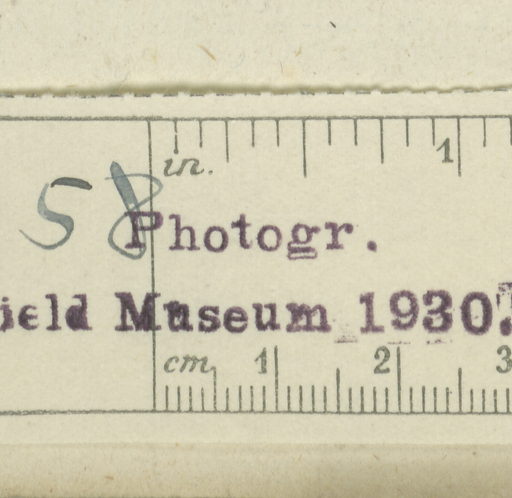 in. 1
58
Photogr.
ield Museum 1930.
cm. 1 2 3